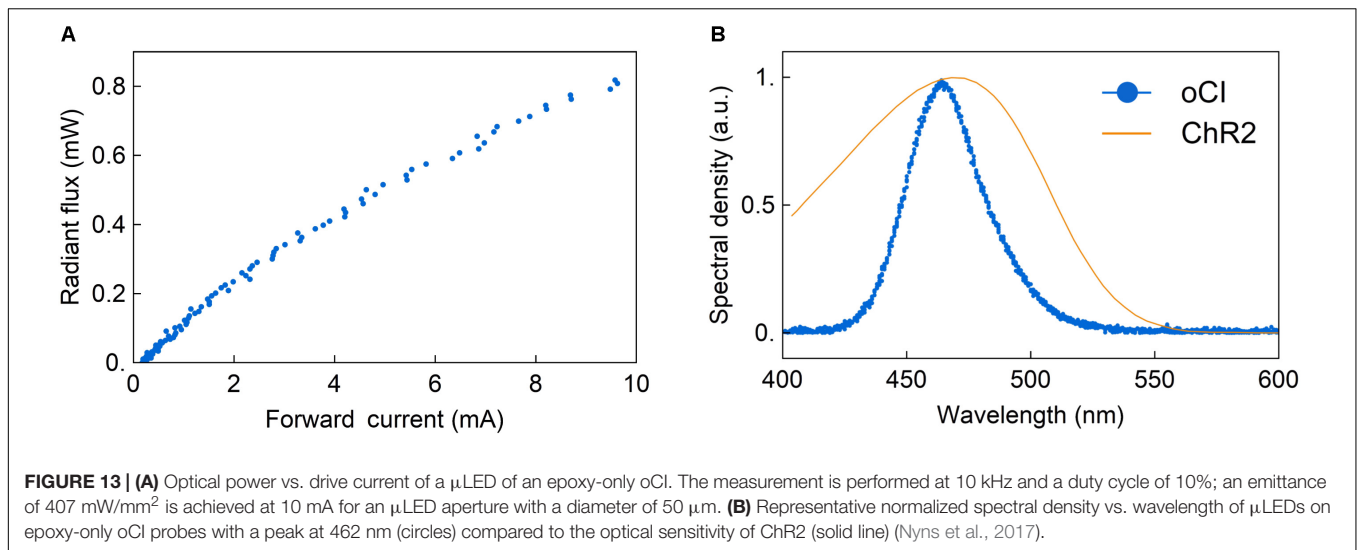 A
B
Radiant flux (mW)
0.8
0.6
0.4
0.2
0.
0
2
4
6
8
10
Forward current (mA)
Spectral density (a.u.)
1.
0.5
0.
oCI
ChR2
400
450
500
550
600
Wavelength (nm)
FIGURE 13 | (A) Optical power vs. drive current of a μLED of an epoxy-only oCI. The measurement is performed at 10 kHz and a duty cycle of 10%; an emittance
of 407 mW/mm² is achieved at 10 mA for an μLED aperture with a diameter of 50 μm. (B) Representative normalized spectral density vs. wavelength of μLEDs on
epoxy-only oCI probes with a peak at 462 nm (circles) compared to the optical sensitivity of ChR2 (solid line) (Nyns et al., 2017).